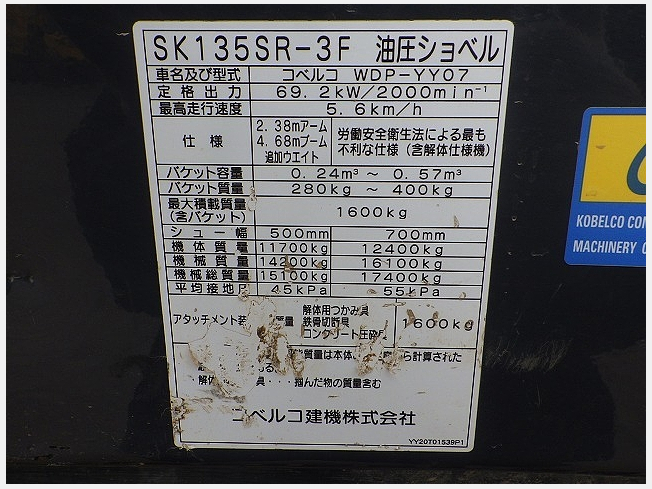 SK135SR-3F 油圧ショベル
車名及び型式 コベルコ WDP-YY07
定格出力 69.2kW/2000min⁻¹
最高走行速度 5.6km/h
仕様 2.38mアーム 4.68mブーム 追加ウエイト 労働安全衛生法による最も不利な仕様(含解体仕様機)
バケット容量 0.24m³ ~ 0.57m³
バケット質量 280kg ~ 400kg
最大積載質量
(含バケット) 1600kg
シュー幅 500mm 700mm
機体質量 11700kg 12400kg
機械質量 14200kg 16100kg
機械総質量 15100kg 17400kg
平均接地 45kPa 55kPa
解体用つかみ具
アタッチメント装 質量 鉄骨切断具 1600kg
コンクリート圧砕具
質量は本体 ら計算された
る
解体 具・・・掴んだ物の質量含む
コベルコ建機株式会社
YY20T01539P1
KOBELCO CON
MACHINERY C